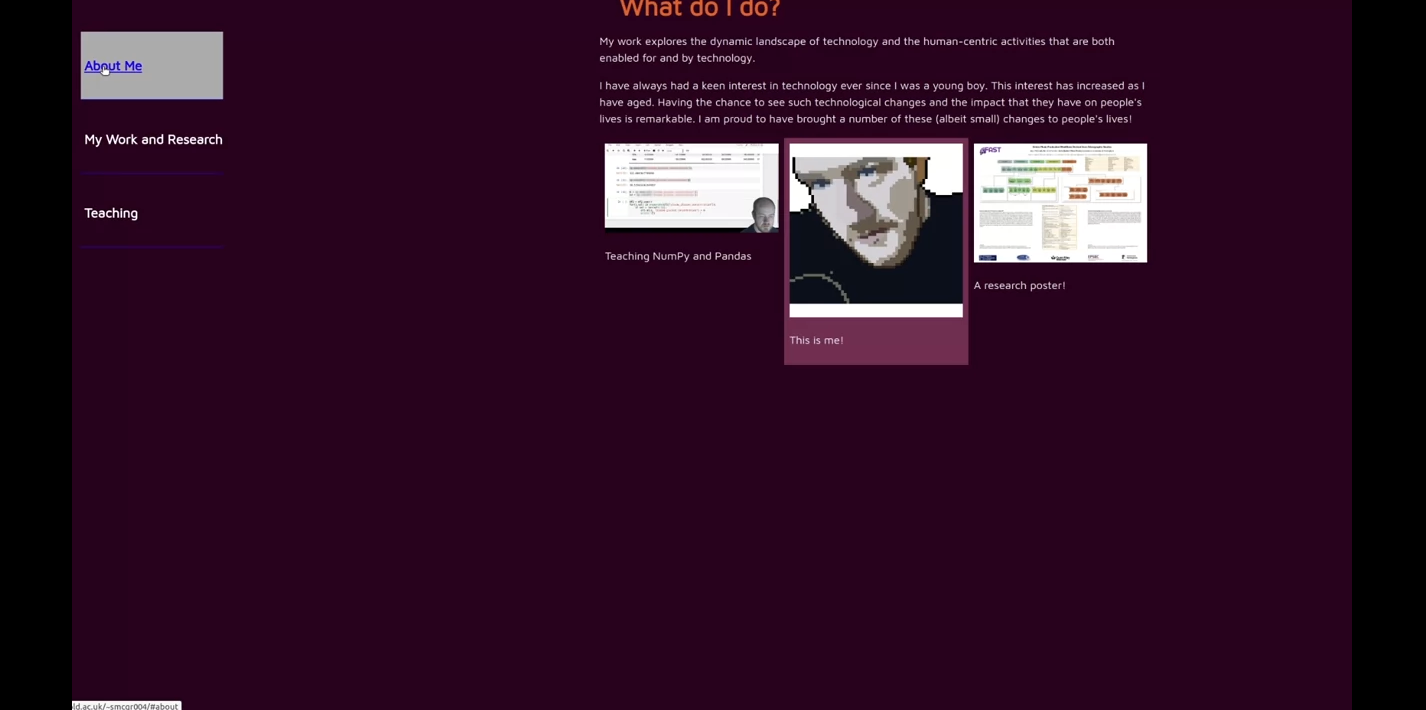 What do I do?
About Me
My Work and Research
Teaching
My work explores the dynamic landscape of technology and the human-centric activities that are both
enabled for and by technology.
I have always had a keen interest in technology ever since I was a young boy. This interest has increased as I
have aged. Having the chance to see such technological changes and the impact that they have on people's
lives is remarkable. I am proud to have brought a number of these (albeit small) changes to people's lives!
FAST
Teaching NumPy and Pandas
A research poster!
This is me!
ld.ac.uk/~smcgr004/#about